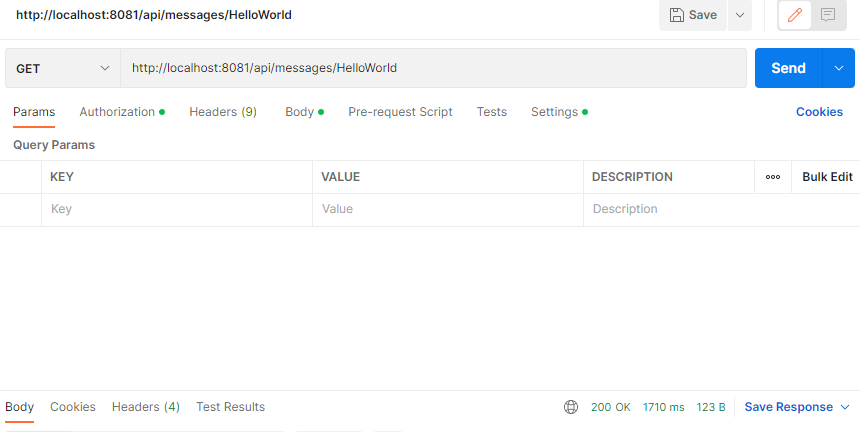 http://localhost:8081/api/messages/HelloWorld
Save
GET http://localhost:8081/api/messages/HelloWorld Send
Params Authorization Headers (9) Body Pre-request Script Tests Settings Cookies
Query Params
KEY VALUE DESCRIPTION Bulk Edit
Key Value Description
Body Cookies Headers (4) Test Results 200 OK 1710 ms 123 B Save Response